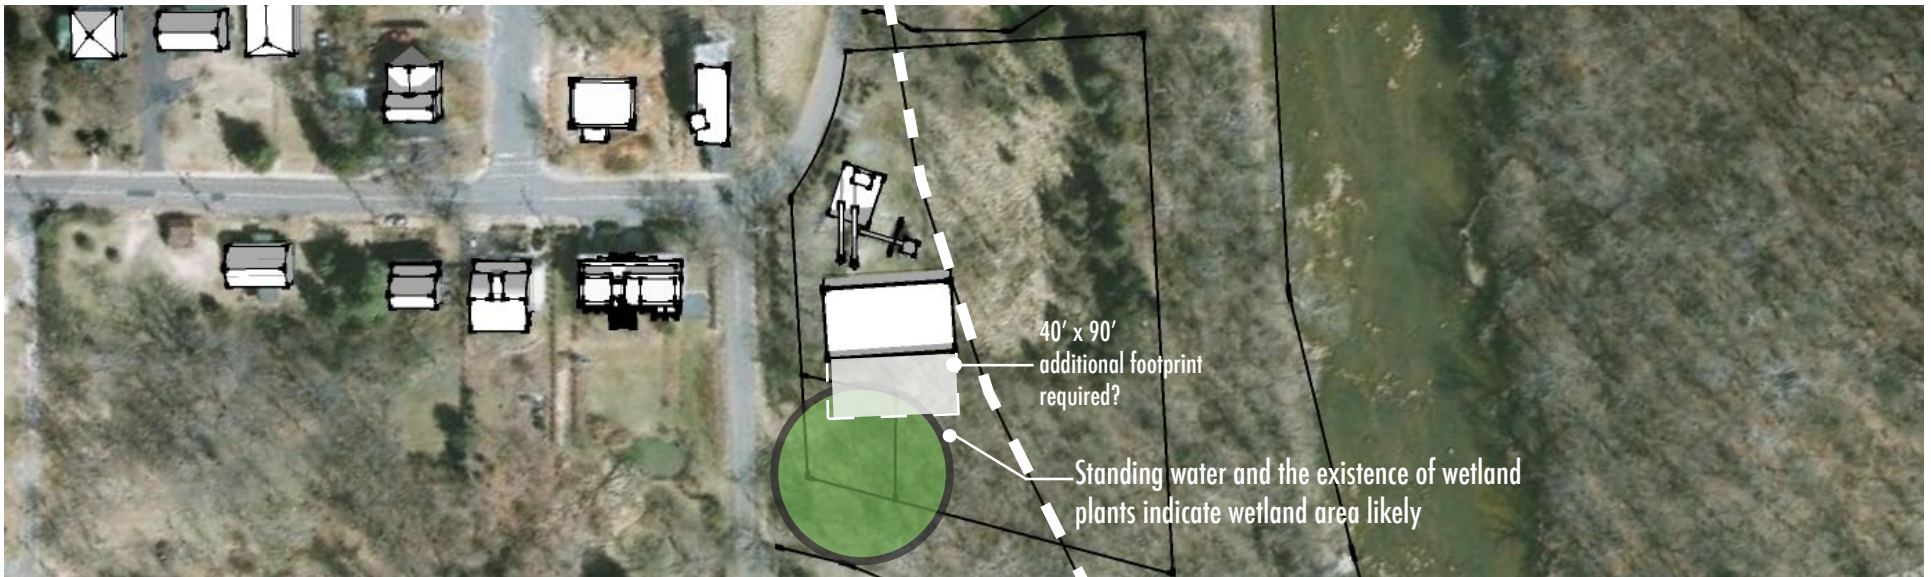 40’ x 90’
additional footprint
required?
Standing water and the existence of wetland
plants indicate wetland area likely